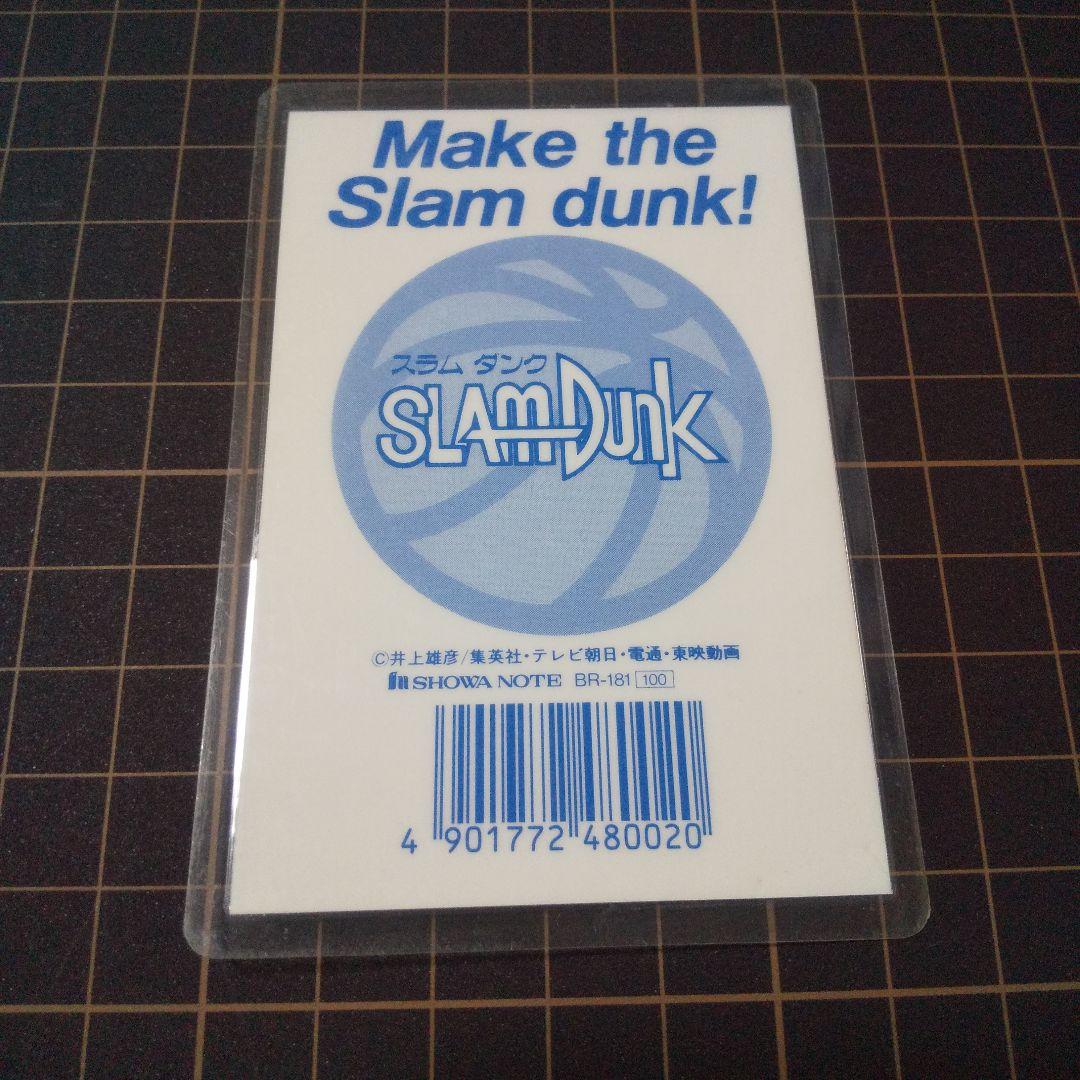 Make the
Slam dunk!
スラム ダンク
SLAM DUNK
©井上雄彦/集英社・テレビ朝日・電通・東映動画
SHOWA NOTE BR-181 100
4 901772 480020